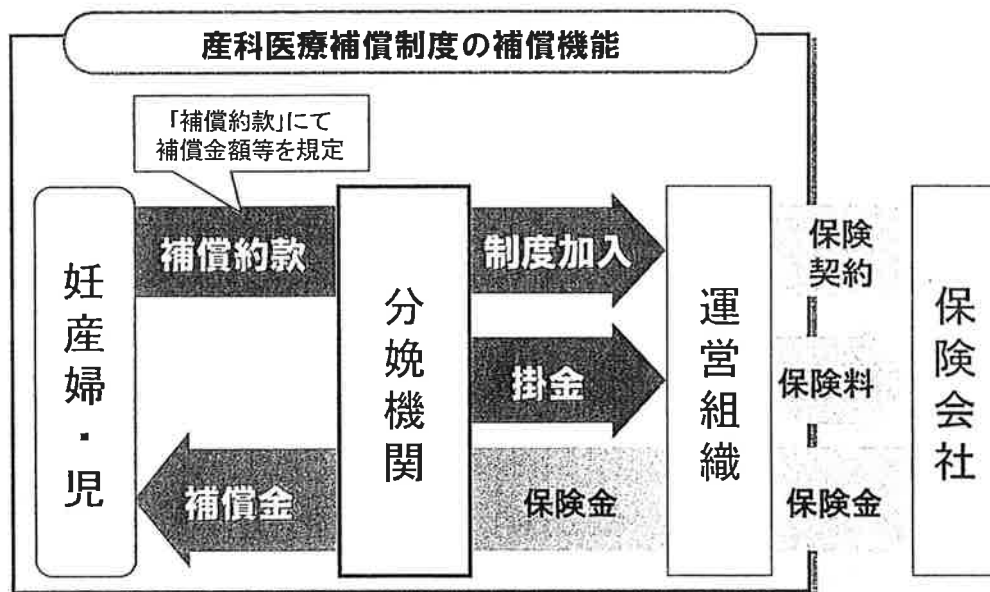 産科医療補償制度の補償機能
「補償約款」にて
補償金額等を規定
妊産婦・児
補償約款
補償金
分娩機関
制度加入
掛金
保険金
運営組織
保険
契約
保険料
保険金
保険会社